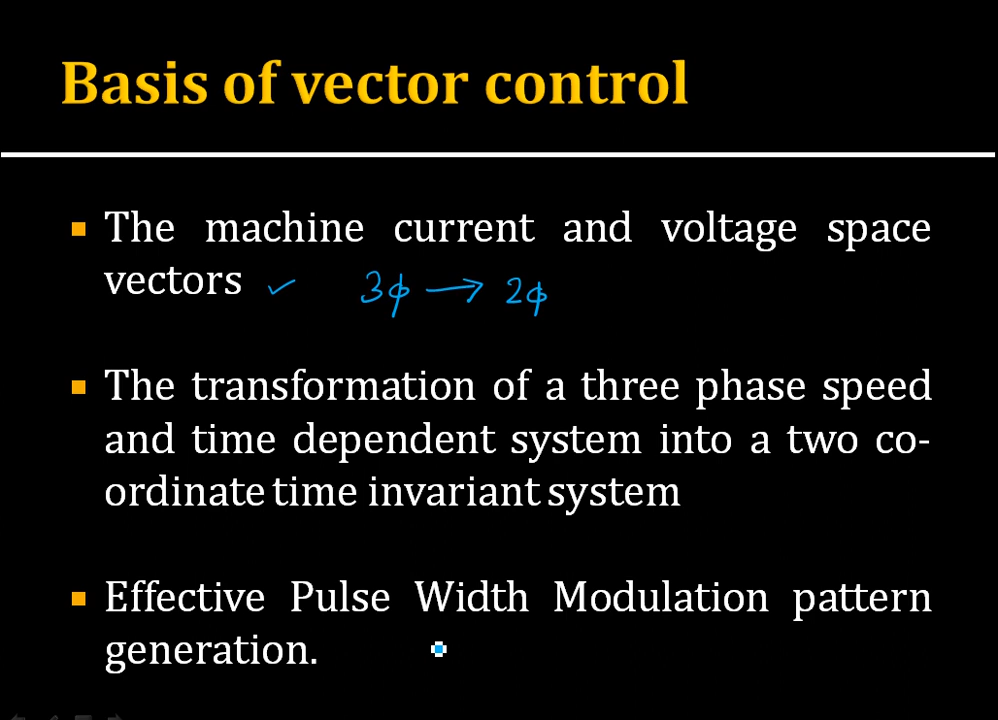 Basis of vector control
The machine current and voltage space
vectors ✓ 3ϕ → 2ϕ
The transformation of a three phase speed
and time dependent system into a two co-
ordinate time invariant system
Effective Pulse Width Modulation pattern
generation.